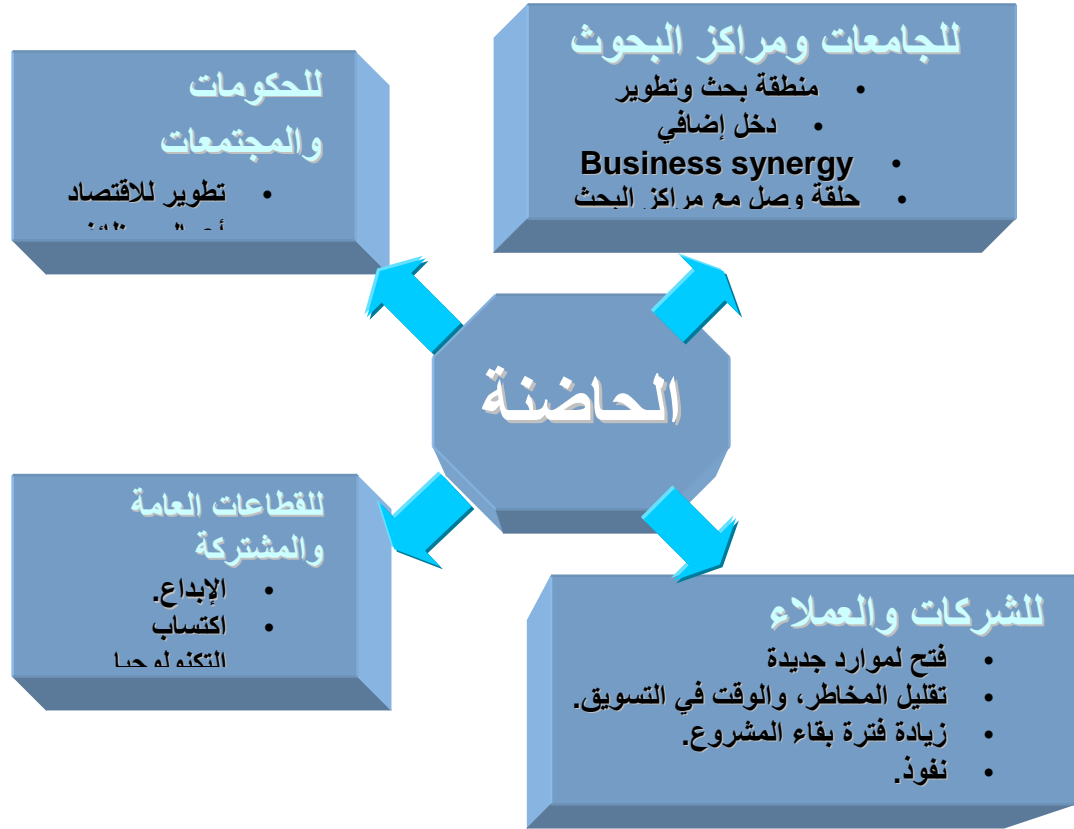 للجامعات ومراكز البحوث
• منطقة بحث وتطوير
• دخل إضافي
• Business synergy
• حلقة وصل مع مراكز البحث
للحكومات
والمجتمعات
• تطوير للاقتصاد
الحاضنة
للقطاعات العامة
والمشتركة
• الإبداع.
• اكتساب
التكنولوجيا
للشركات والعملاء
• فتح لموارد جديدة
• تقليل المخاطر، والوقت في التسويق.
• زيادة فترة بقاء المشروع.
• نفوذ.